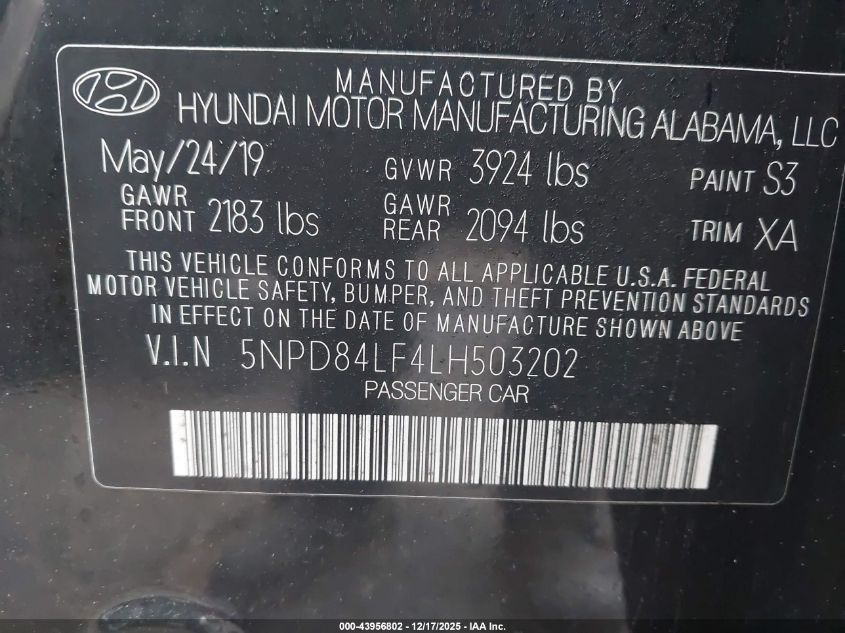 MANUFACTURED BY
HYUNDAI MOTOR MANUFACTURING ALABAMA, LLC
May/24/19 GVWR 3924 lbs PAINT S3
GAWR FRONT 2183 lbs GAWR REAR 2094 lbs TRIM XA
THIS VEHICLE CONFORMS TO ALL APPLICABLE U.S.A. FEDERAL
MOTOR VEHICLE SAFETY, BUMPER, AND THEFT PREVENTION STANDARDS
IN EFFECT ON THE DATE OF MANUFACTURE SHOWN ABOVE
V.I.N 5NPD84LF4LH503202
PASSENGER CAR
000-43956802 - 12/17/2025 - IAA Inc.